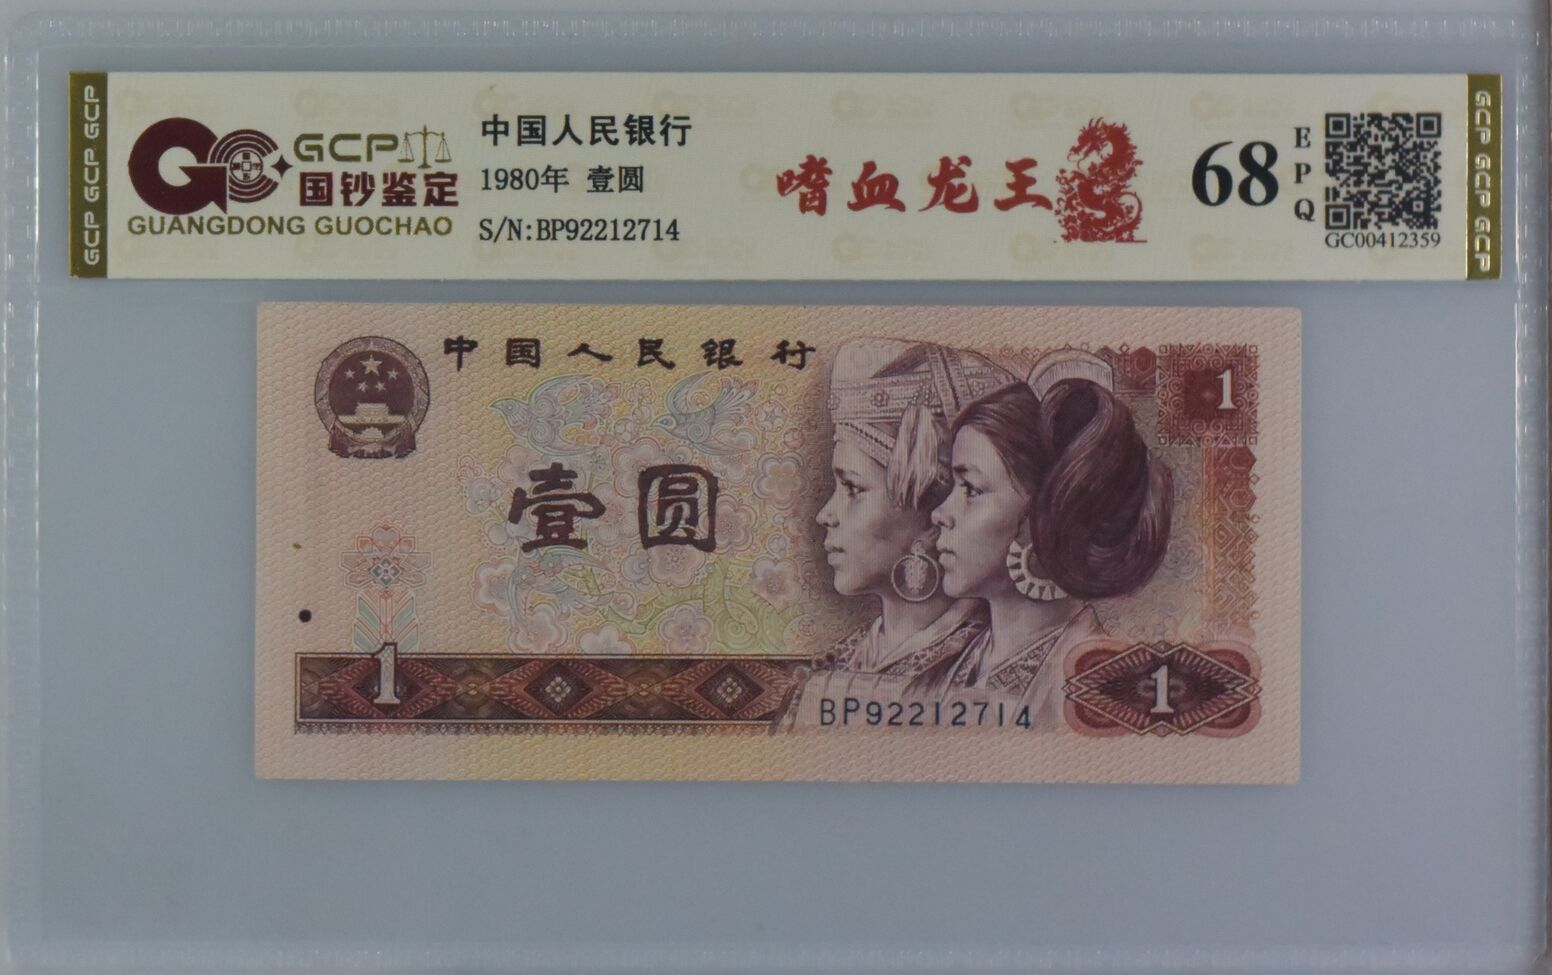 GCP GCP GCP
GCP
国钞鉴定
GUANGDONG GUOCHAO
中国人民银行
1980年 壹圆
S/N:BP92212714
嗜血龙王
68
EPQ
GC00412359
GCP GCP GCP
中国人民银行
1
壹圆
1
BP92212714
1